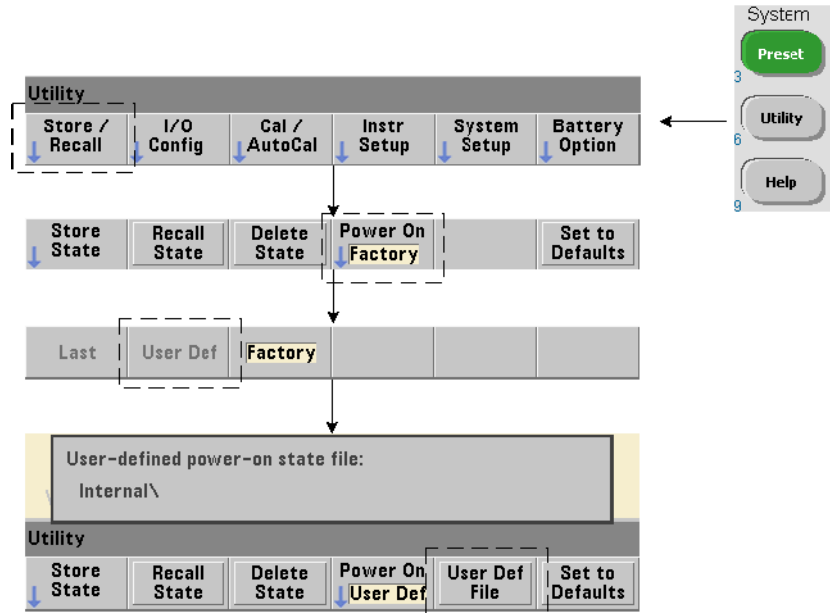 System
Preset
3
Utility
6
Help
9
Utility
Store / Recall
I/O Config
Cal / AutoCal
Instr Setup
System Setup
Battery Option
Store State
Recall State
Delete State
Power On Factory
Set to Defaults
Last
User Def
Factory
User-defined power-on state file:
Internal\
Utility
Store State
Recall State
Delete State
Power On User Def
User Def File
Set to Defaults